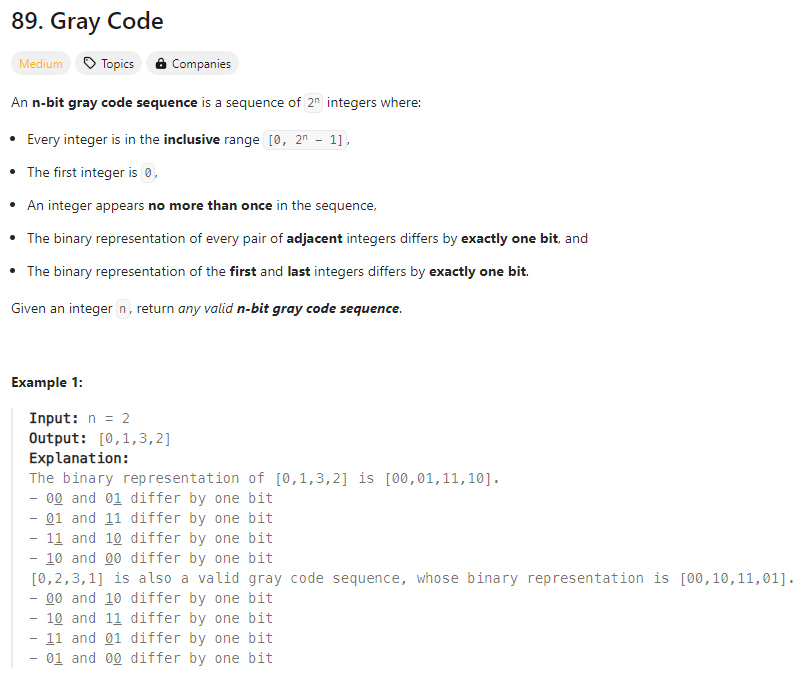 89. Gray Code
Medium Topics Companies
An n-bit gray code sequence is a sequence of 2ⁿ integers where:
• Every integer is in the inclusive range [0, 2ⁿ - 1],
• The first integer is 0,
• An integer appears no more than once in the sequence,
• The binary representation of every pair of adjacent integers differs by exactly one bit, and
• The binary representation of the first and last integers differs by exactly one bit.
Given an integer n, return any valid n-bit gray code sequence.
Example 1:
Input: n = 2
Output: [0,1,3,2]
Explanation:
The binary representation of [0,1,3,2] is [00,01,11,10].
- 00 and 01 differ by one bit
- 01 and 11 differ by one bit
- 11 and 10 differ by one bit
- 10 and 00 differ by one bit
[0,2,3,1] is also a valid gray code sequence, whose binary representation is [00,10,11,01].
- 00 and 10 differ by one bit
- 10 and 11 differ by one bit
- 11 and 01 differ by one bit
- 01 and 00 differ by one bit